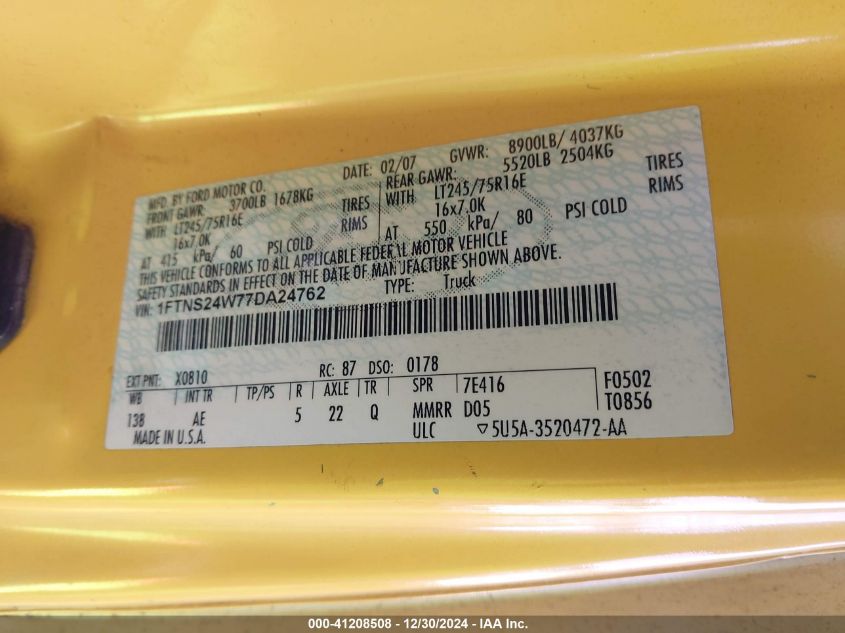 MFD. BY FORD MOTOR CO. DATE: 02/07 GVWR: 8900LB/ 4037KG
FRONT GAWR: 3700LB 1678KG REAR GAWR: 5520LB 2504KG
WITH LT245/75R16E TIRES WITH LT245/75R16E TIRES
16x7.0K RIMS 16x7.0K RIMS
AT 415 kPa/ 60 PSI COLD AT 550 kPa/ 80 PSI COLD
THIS VEHICLE CONFORMS TO ALL APPLICABLE FEDERAL MOTOR VEHICLE
SAFETY STANDARDS IN EFFECT ON THE DATE OF MANUFACTURE SHOWN ABOVE.
VIN: 1FTNS24W77DA24762 TYPE: Truck
EXT PNT: X0810 RC: 87 DSO: 0178
WB INT TR TP/PS R AXLE TR SPR 7E416 F0502
138 AE 5 22 Q MMRR D05 T0856
MADE IN U.S.A. ULC ▽5U5A-3520472-AA
000-41208508 - 12/30/2024 - IAA Inc.